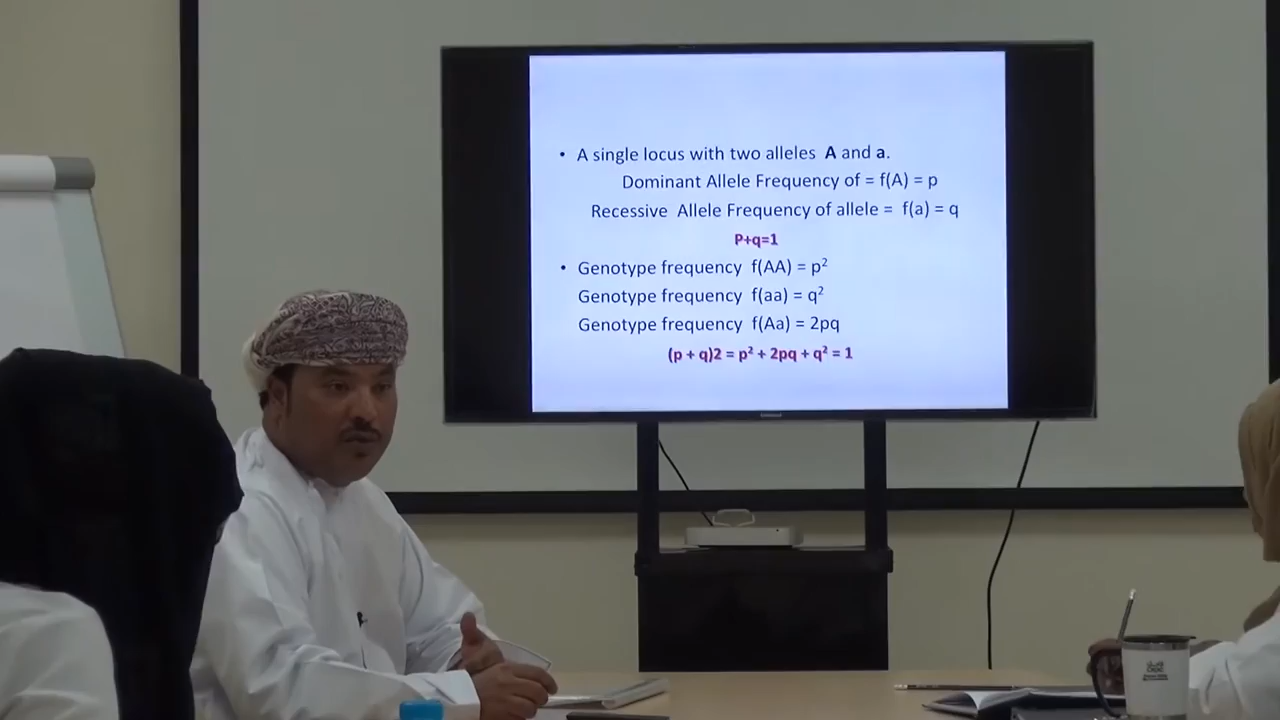 • A single locus with two alleles A and a.
Dominant Allele Frequency of = f(A) = p
Recessive Allele Frequency of allele = f(a) = q
P+q=1
• Genotype frequency f(AA) = p²
Genotype frequency f(aa) = q²
Genotype frequency f(Aa) = 2pq
(p + q)2 = p² + 2pq + q² = 1